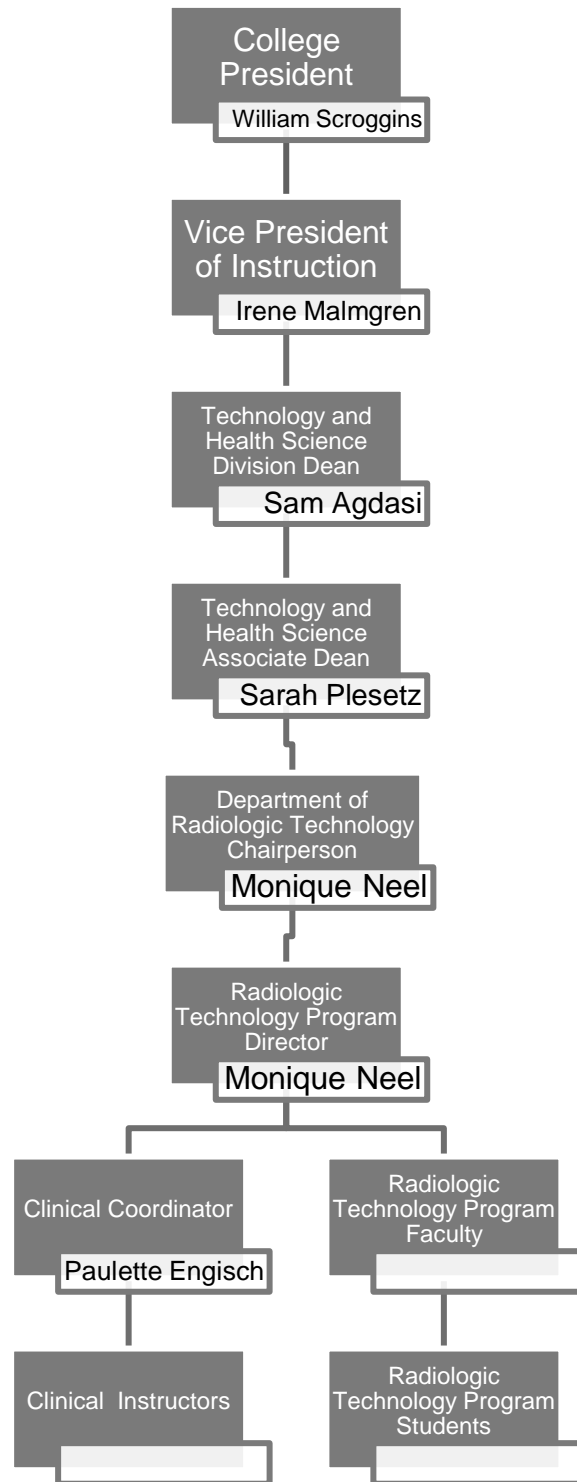 College
President
William Scroggins
Vice President
of Instruction
Irene Malmgren
Technology and
Health Science
Division Dean
Sam Agdasi
Technology and
Health Science
Associate Dean
Sarah Plesetz
Department of
Radiologic Technology
Chairperson
Monique Neel
Radiologic
Technology Program
Director
Monique Neel
Clinical Coordinator
Paulette Engisch
Radiologic
Technology Program
Faculty
Clinical  Instructors
Radiologic
Technology Program
Students